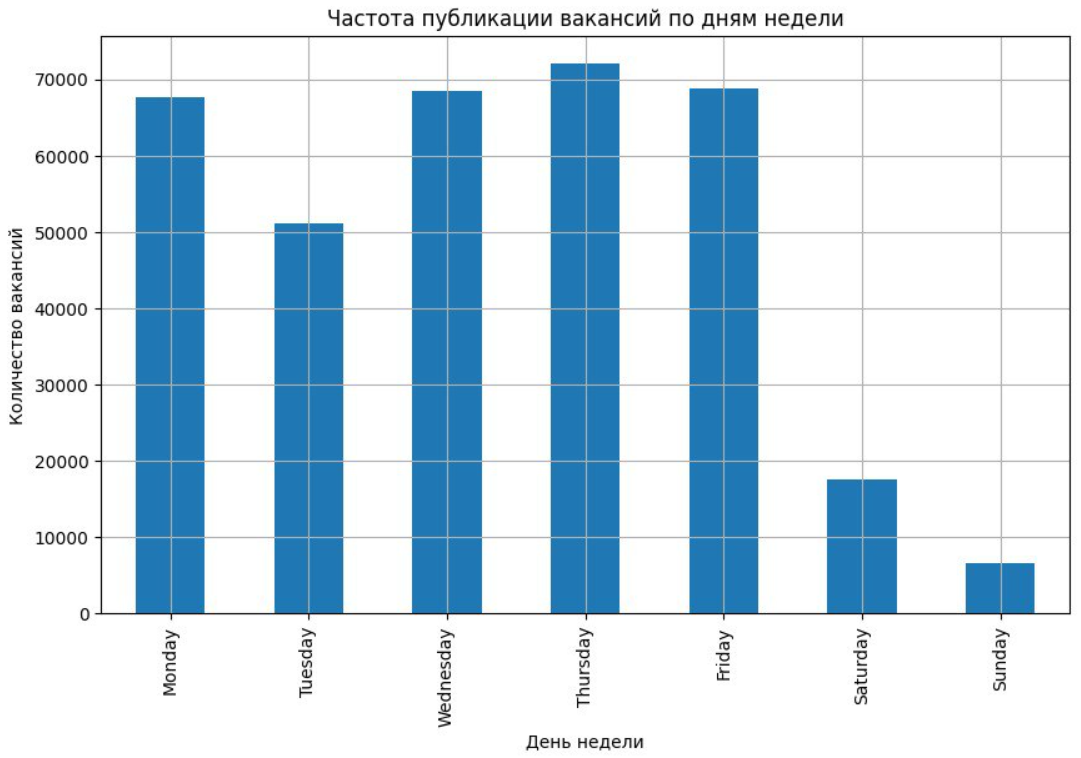 Частота публикации вакансий по дням недели
Количество вакансий
70000
60000
50000
40000
30000
20000
10000
0
Monday
Tuesday
Wednesday
Thursday
Friday
Saturday
Sunday
День недели